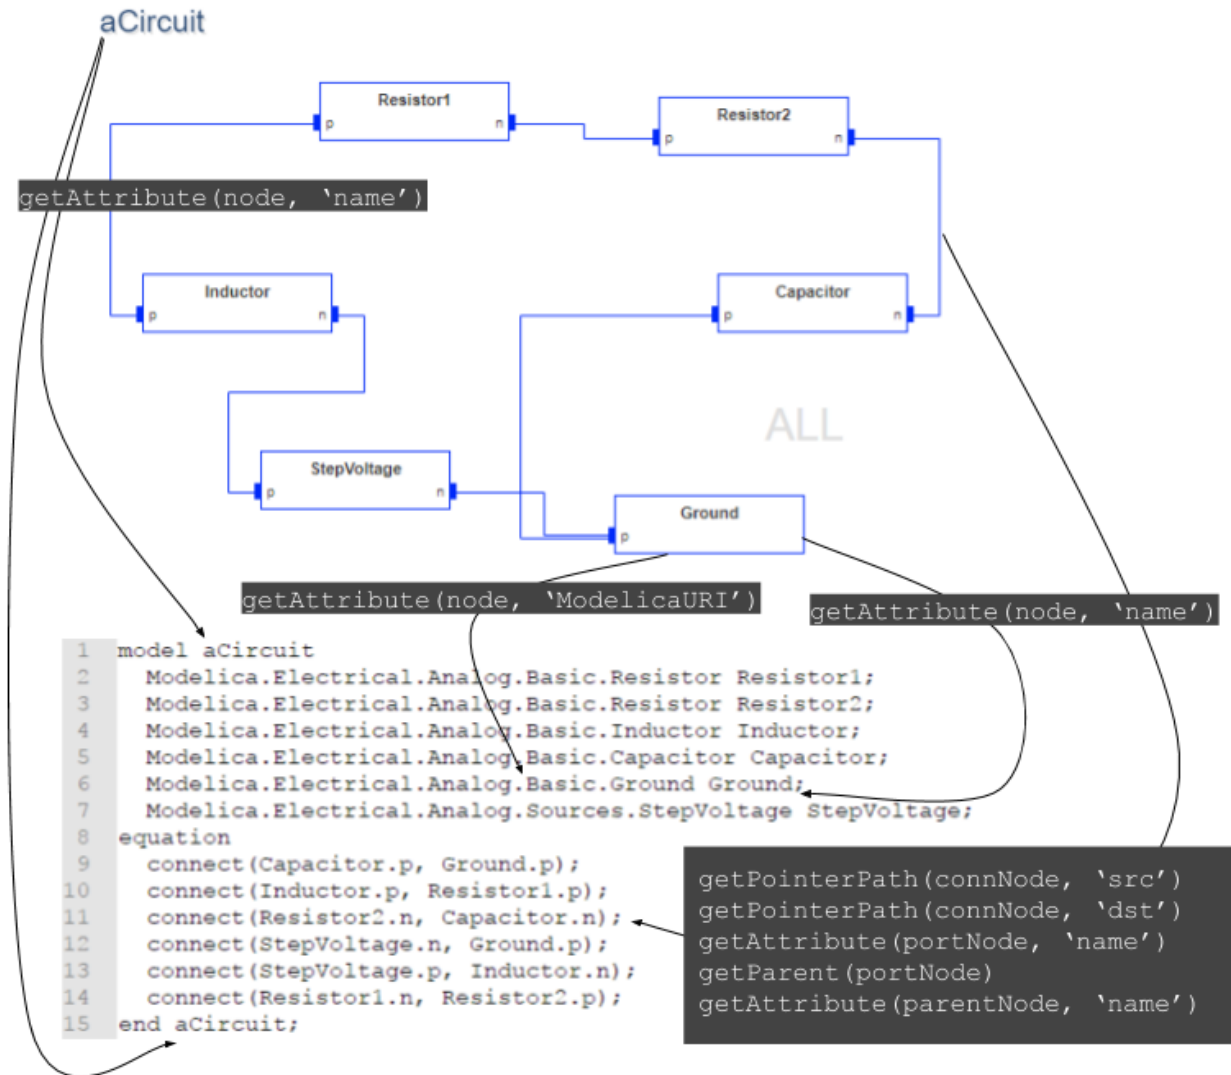 aCircuit
Resistor1
p n
Resistor2
p n
getAttribute(node, ‘name’)
Inductor
p n
Capacitor
p n
ALL
StepVoltage
p n
Ground
p
getAttribute(node, ‘ModelicaURI’)
getAttribute(node, ‘name’)
1 model aCircuit
2 Modelica.Electrical.Analog.Basic.Resistor Resistor1;
3 Modelica.Electrical.Analog.Basic.Resistor Resistor2;
4 Modelica.Electrical.Analog.Basic.Inductor Inductor;
5 Modelica.Electrical.Analog.Basic.Capacitor Capacitor;
6 Modelica.Electrical.Analog.Basic.Ground Ground;
7 Modelica.Electrical.Analog.Sources.StepVoltage StepVoltage;
8 equation
9 connect(Capacitor.p, Ground.p);
10 connect(Inductor.p, Resistor1.p);
11 connect(Resistor2.n, Capacitor.n);
12 connect(StepVoltage.n, Ground.p);
13 connect(StepVoltage.p, Inductor.n);
14 connect(Resistor1.n, Resistor2.p);
15 end aCircuit;
getPointerPath(connNode, ‘src’)
getPointerPath(connNode, ‘dst’)
getAttribute(portNode, ‘name’)
getParent(portNode)
getAttribute(parentNode, ‘name’)